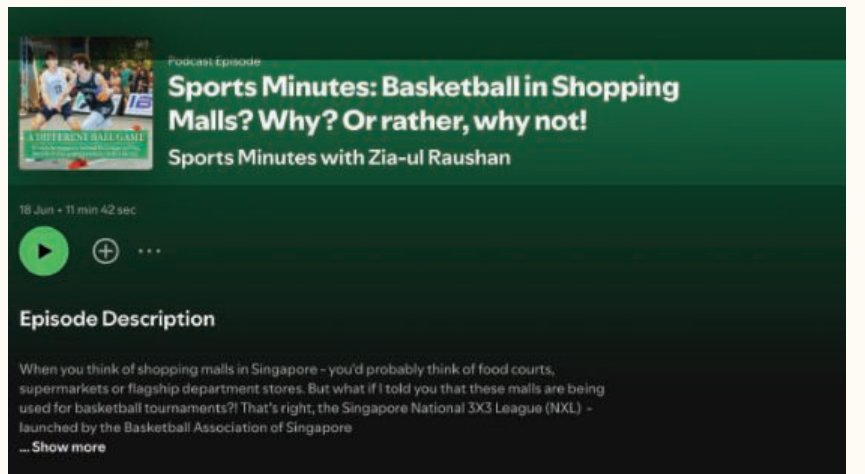 A DIFFERENT BALL GAME
Podcast Episode
Sports Minutes: Basketball in Shopping
Malls? Why? Or rather, why not!
Sports Minutes with Zia-ul Raushan
18 Jun • 11 min 42 sec
Episode Description
When you think of shopping malls in Singapore - you'd probably think of food courts,
supermarkets or flagship department stores. But what if I told you that these malls are being
used for basketball tournaments?! That's right, the Singapore National 3X3 League (NXL) -
launched by the Basketball Association of Singapore
... Show more